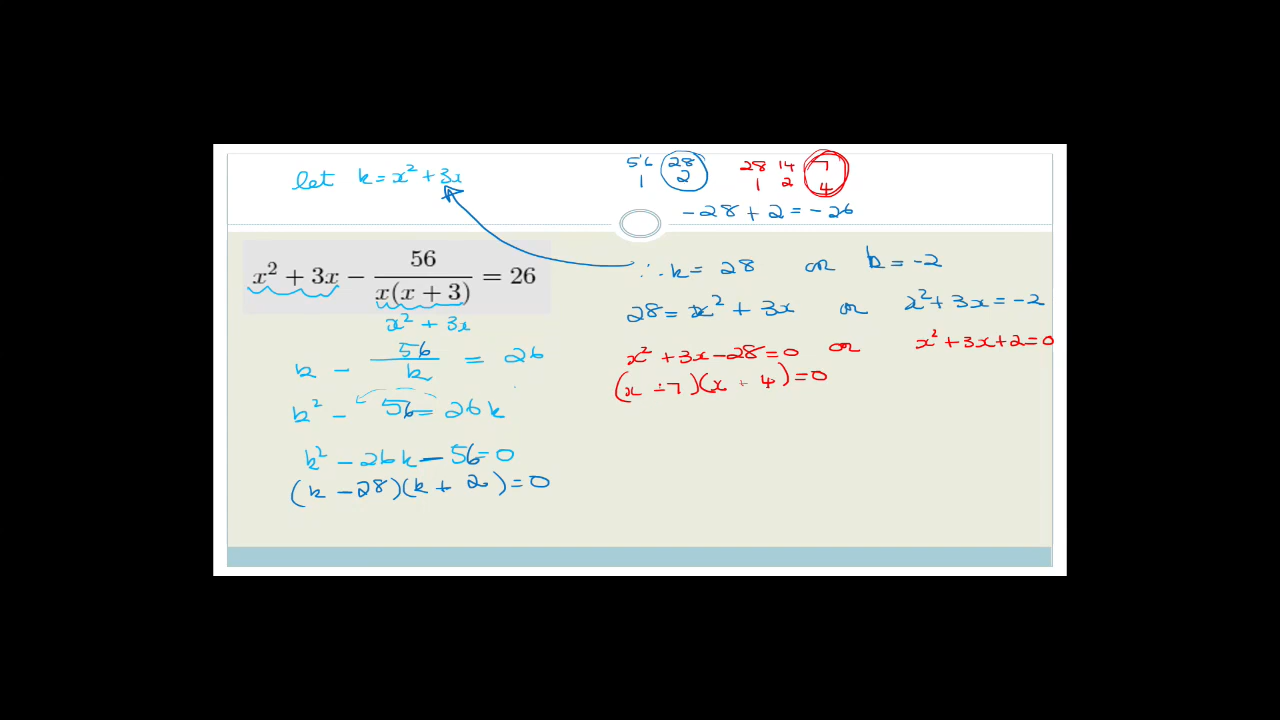 let k = x² + 3x
56 28
1 2
28 14 7
1 2 4
-28 + 2 = -26
x² + 3x − 56/(x(x + 3)) = 26
x² + 3x
k − 56/k = 26
k² − 56 = 26k
k² − 26k − 56 = 0
(k − 28)(k + 2) = 0
∴ k = 28 or k = -2
28 = x² + 3x or x² + 3x = -2
x² + 3x − 28 = 0 or x² + 3x + 2 = 0
(x ÷ 7)(x + 4) = 0